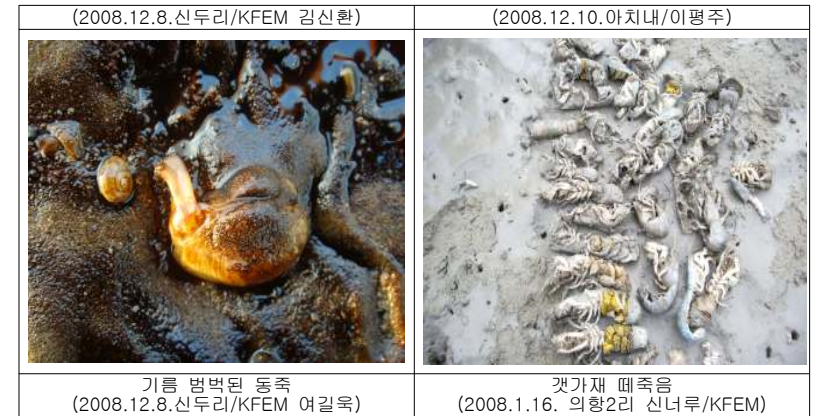 (2008.12.8.신두리/KFEM 김신환)
(2008.12.10.아치내/이평주)
기름 범벅된 동죽
(2008.12.8.신두리/KFEM 여길욱)
갯가재 떼죽음
(2008.1.16. 의항2리 신너루/KFEM)